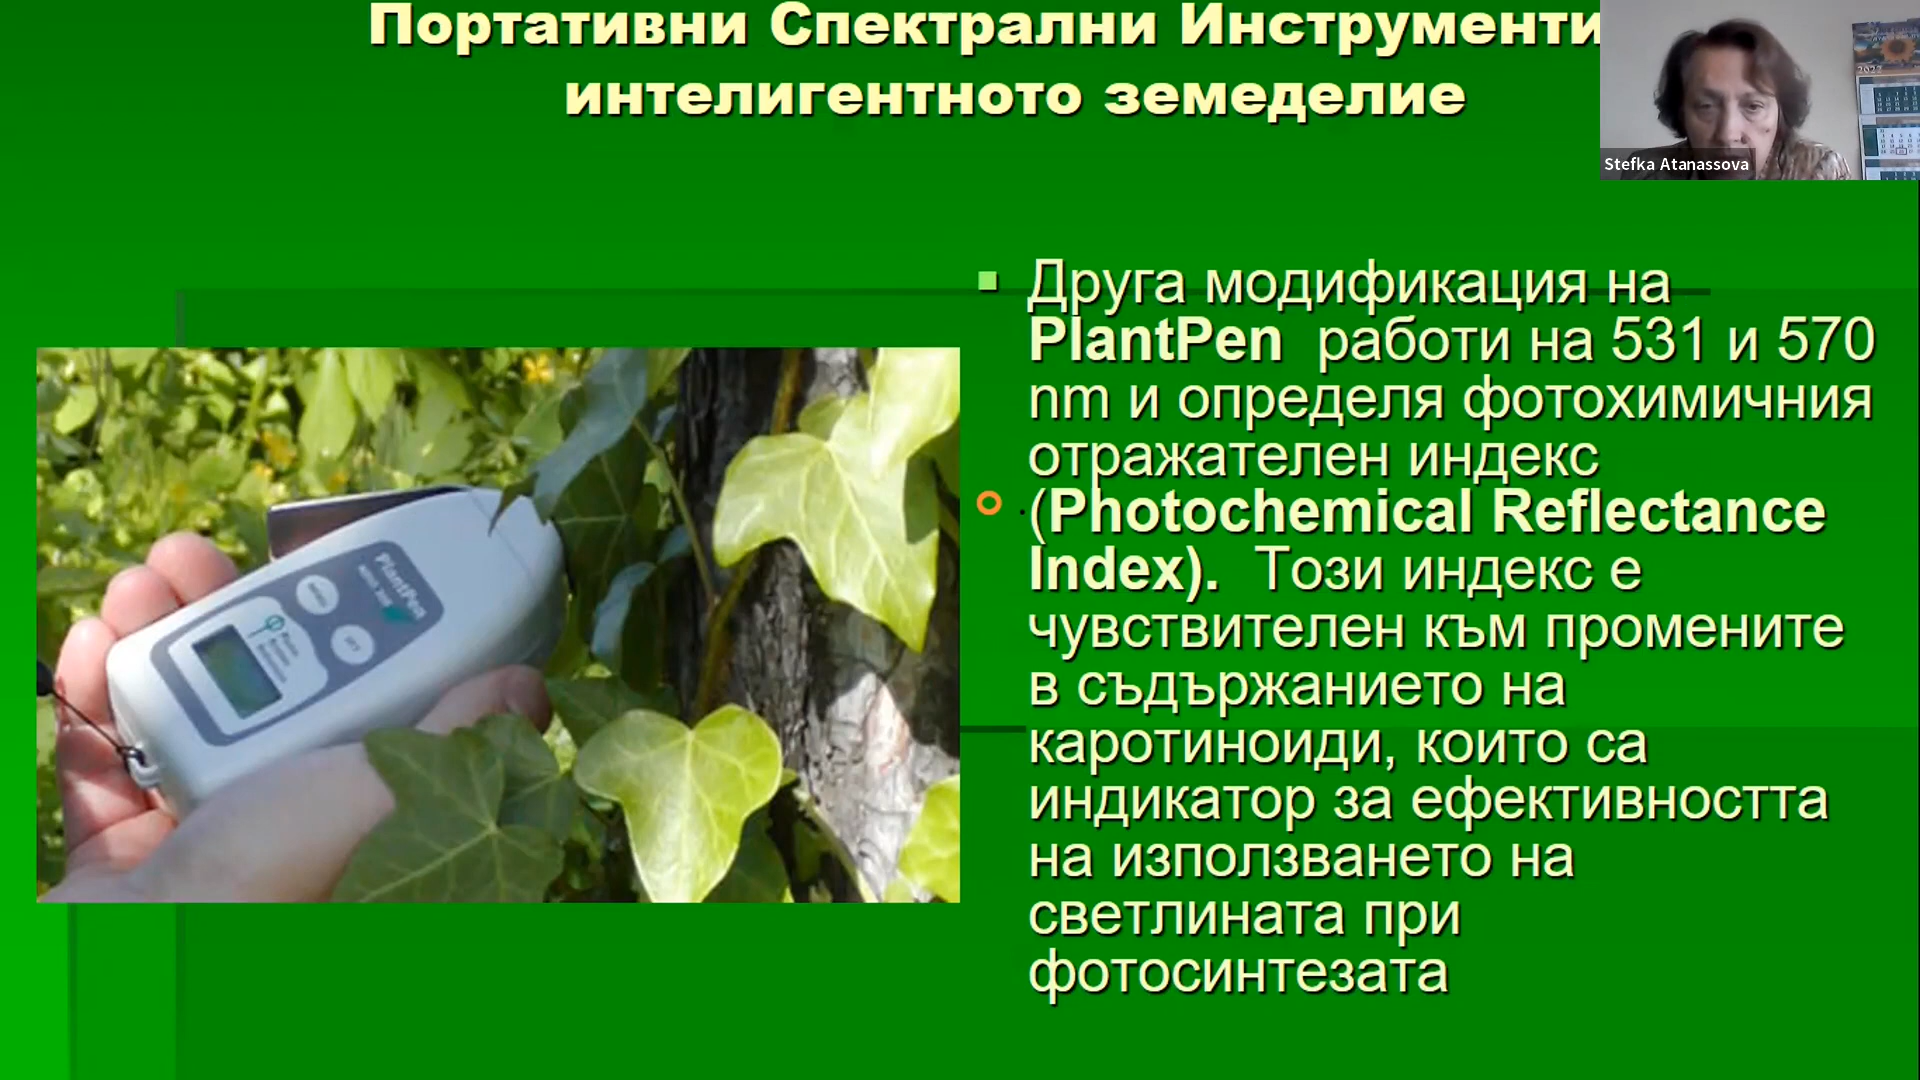 Портативни Спектрални Инструменти
интелигентното земеделие
2022
Stefka Atanassova
Друга модификация на
PlantPen работи на 531 и 570
nm и определя фотохимичния
отражателен индекс
(Photochemical Reflectance
Index). Този индекс е
чувствителен към промените
в съдържанието на
каротиноиди, които са
индикатор за ефективността
на използването на
светлината при
фотосинтезата
PlantPen